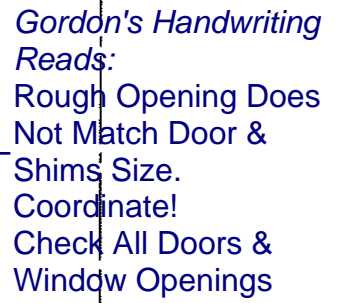 Gordon's Handwriting
Reads:
Rough Opening Does
Not Match Door &
Shims Size.
Coordinate!
Check All Doors &
Window Openings